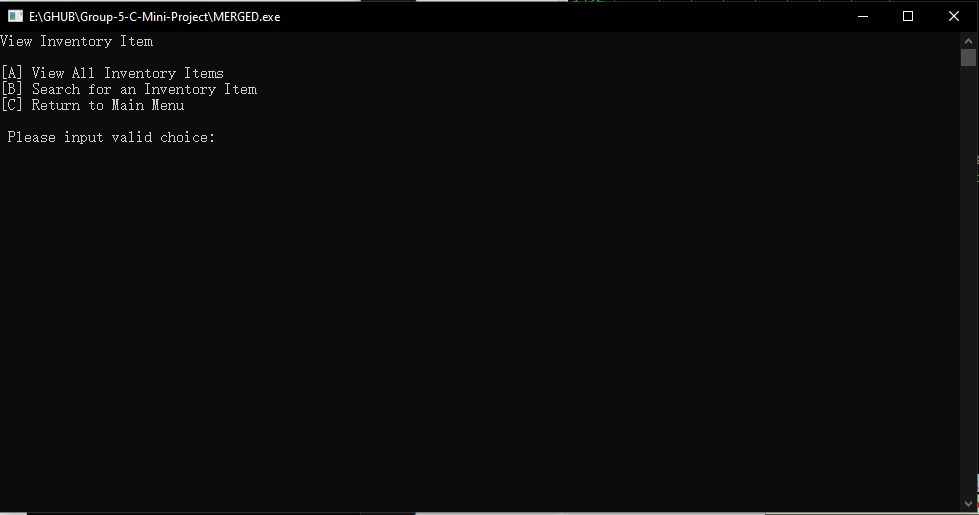 E:\GHUB\Group-5-C-Mini-Project\MERGED.exe
View Inventory Item
[A] View All Inventory Items
[B] Search for an Inventory Item
[C] Return to Main Menu
Please input valid choice: